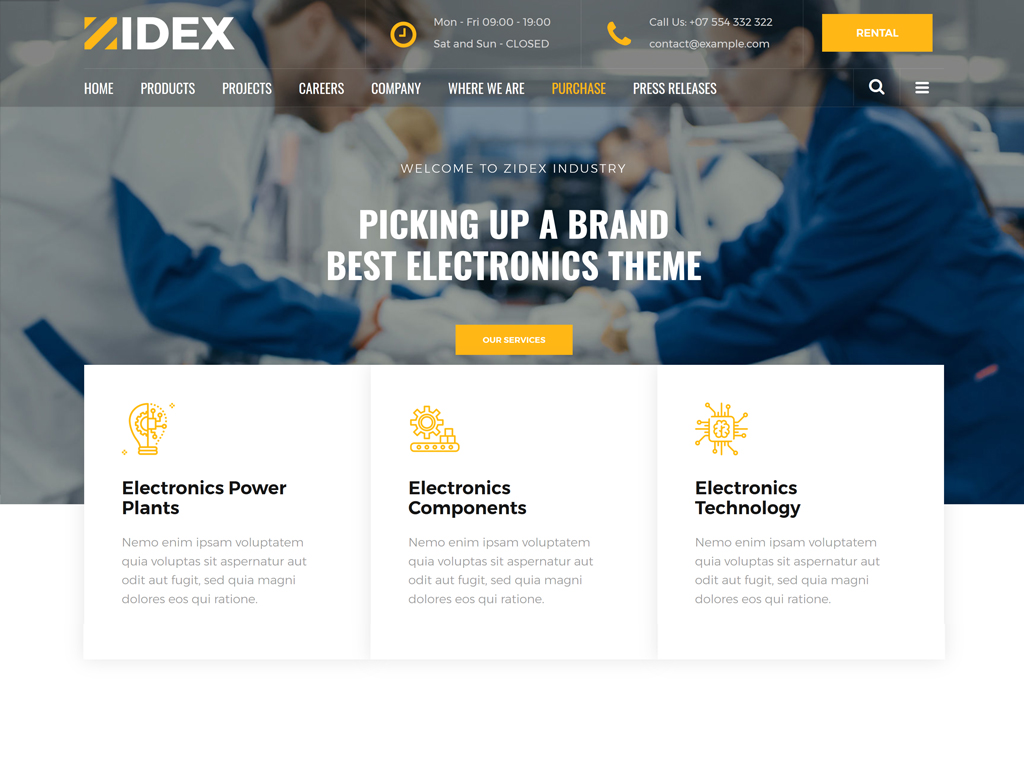 ZIDEX
Mon - Fri 09:00 - 19:00
Sat and Sun - CLOSED
Call Us: +07 554 332 322
contact@example.com
RENTAL
HOME PRODUCTS PROJECTS CAREERS COMPANY WHERE WE ARE PURCHASE PRESS RELEASES
WELCOME TO ZIDEX INDUSTRY
PICKING UP A BRAND
BEST ELECTRONICS THEME
OUR SERVICES
Electronics Power
Plants
Nemo enim ipsam voluptatem
quia voluptas sit aspernatur aut
odit aut fugit, sed quia magni
dolores eos qui ratione.
Electronics
Components
Nemo enim ipsam voluptatem
quia voluptas sit aspernatur aut
odit aut fugit, sed quia magni
dolores eos qui ratione.
Electronics
Technology
Nemo enim ipsam voluptatem
quia voluptas sit aspernatur aut
odit aut fugit, sed quia magni
dolores eos qui ratione.